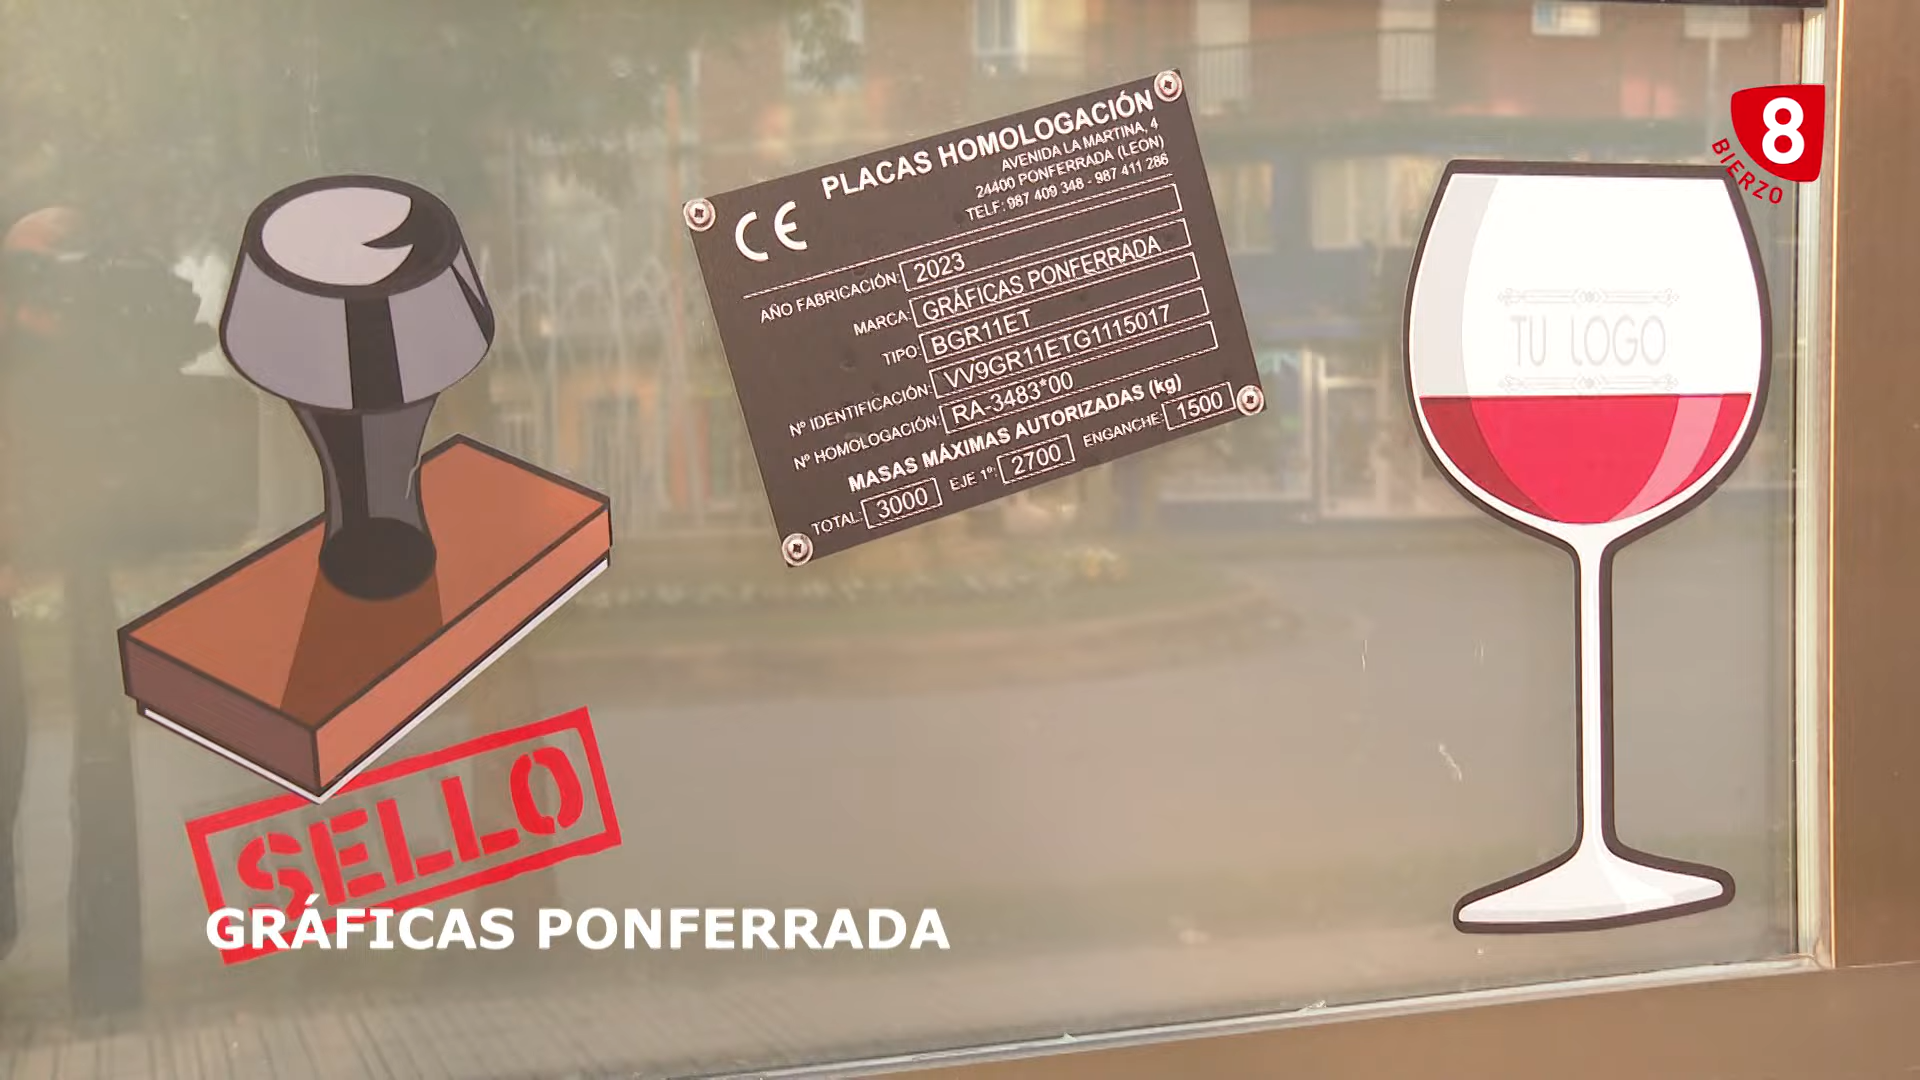 8
BIERZO
PLACAS HOMOLOGACIÓN
AVENIDA LA MARTINA, 4
24400 PONFERRADA (LEON)
TELF: 987 409 348 - 987 411 286
CE
AÑO FABRICACIÓN: 2023
MARCA: GRÁFICAS PONFERRADA
TIPO: BGR11ET
Nº IDENTIFICACIÓN: VV9GR11ETG1115017
Nº HOMOLOGACIÓN: RA-3483*00
MASAS MÁXIMAS AUTORIZADAS (kg)
TOTAL: 3000 EJE 1º: 2700 ENGANCHE: 1500
TU LOGO
SELLO
GRÁFICAS PONFERRADA